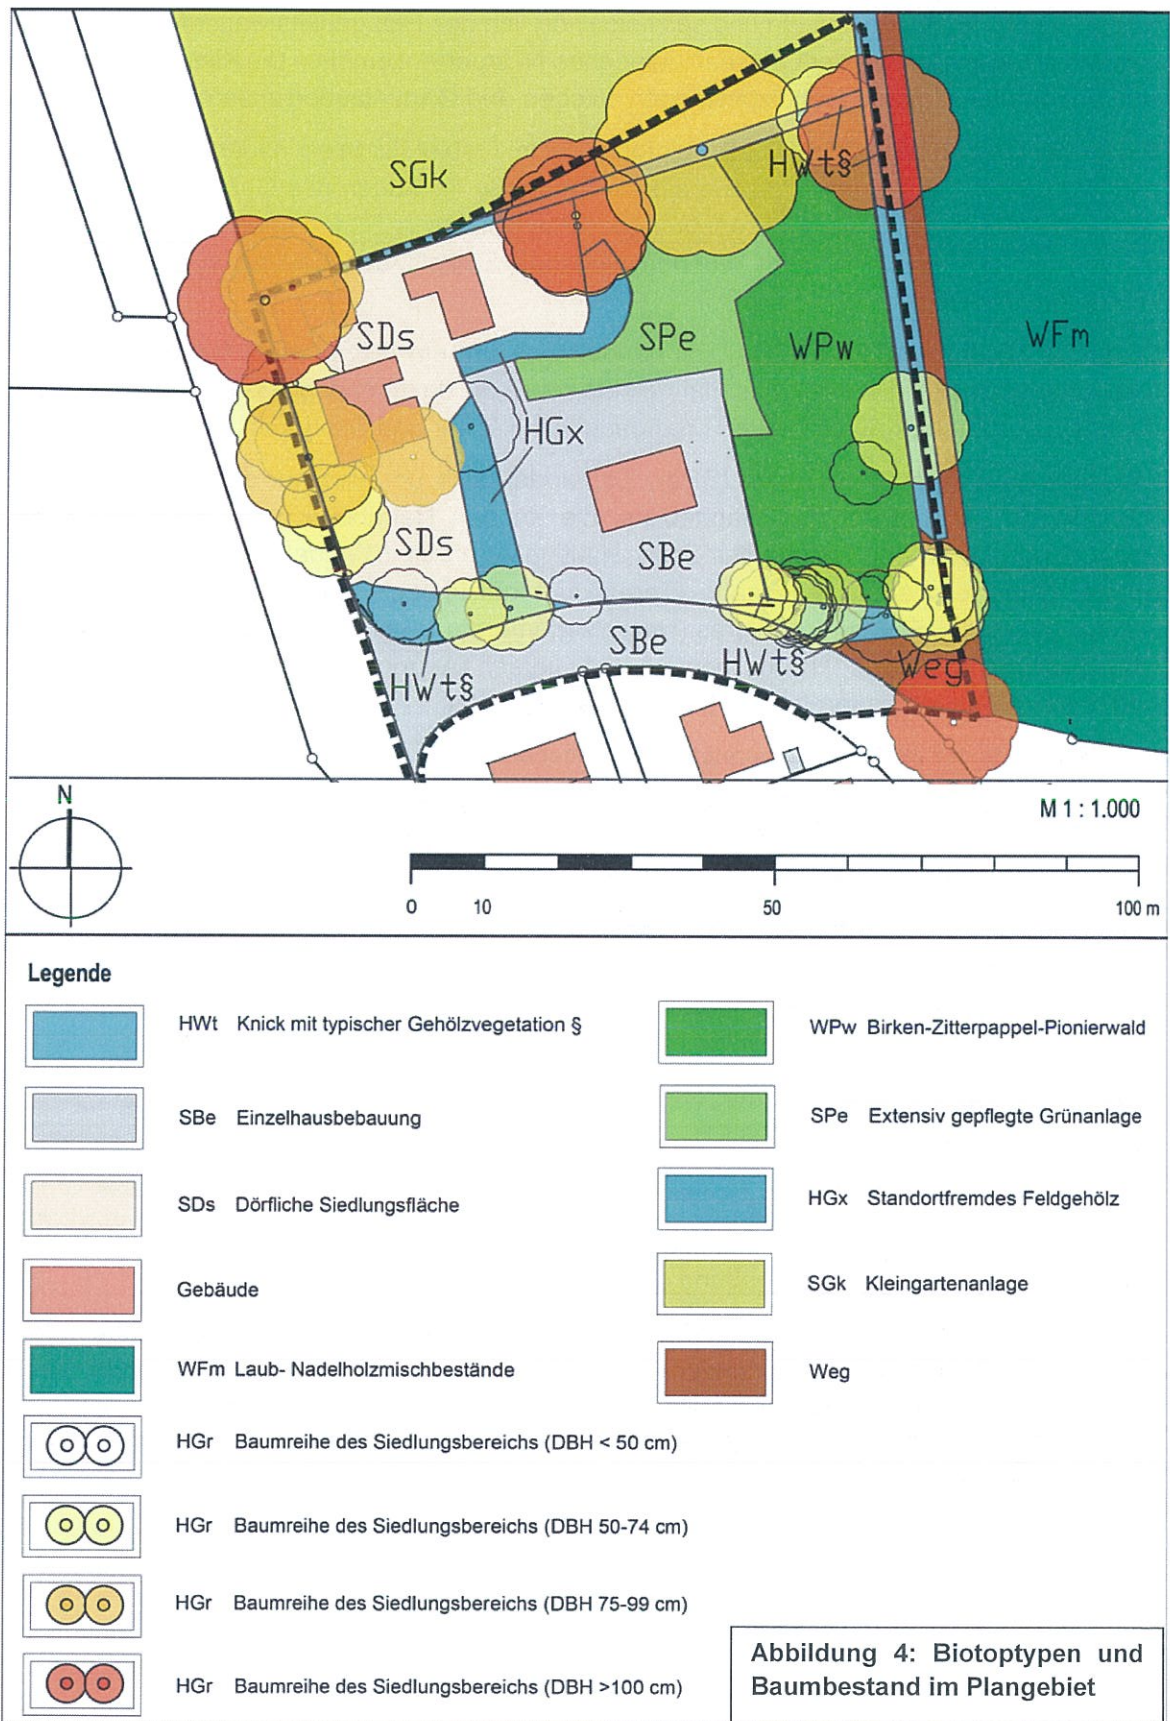 SGk
HWt§
SDs
SPe
WPw
WFm
HGx
SDs
SBe
SBe
HWt§
HWt§
Weg
N
M 1 : 1.000
0 10 50 100 m
Legende
HWt Knick mit typischer Gehölzvegetation §
SBe Einzelhausbebauung
SDs Dörfliche Siedlungsfläche
Gebäude
WFm Laub- Nadelholzmischbestände
HGr Baumreihe des Siedlungsbereichs (DBH < 50 cm)
HGr Baumreihe des Siedlungsbereichs (DBH 50-74 cm)
HGr Baumreihe des Siedlungsbereichs (DBH 75-99 cm)
HGr Baumreihe des Siedlungsbereichs (DBH >100 cm)
WPw Birken-Zitterpappel-Pionierwald
SPe Extensiv gepflegte Grünanlage
HGx Standortfremdes Feldgehölz
SGk Kleingartenanlage
Weg
Abbildung 4: Biotoptypen und
Baumbestand im Plangebiet